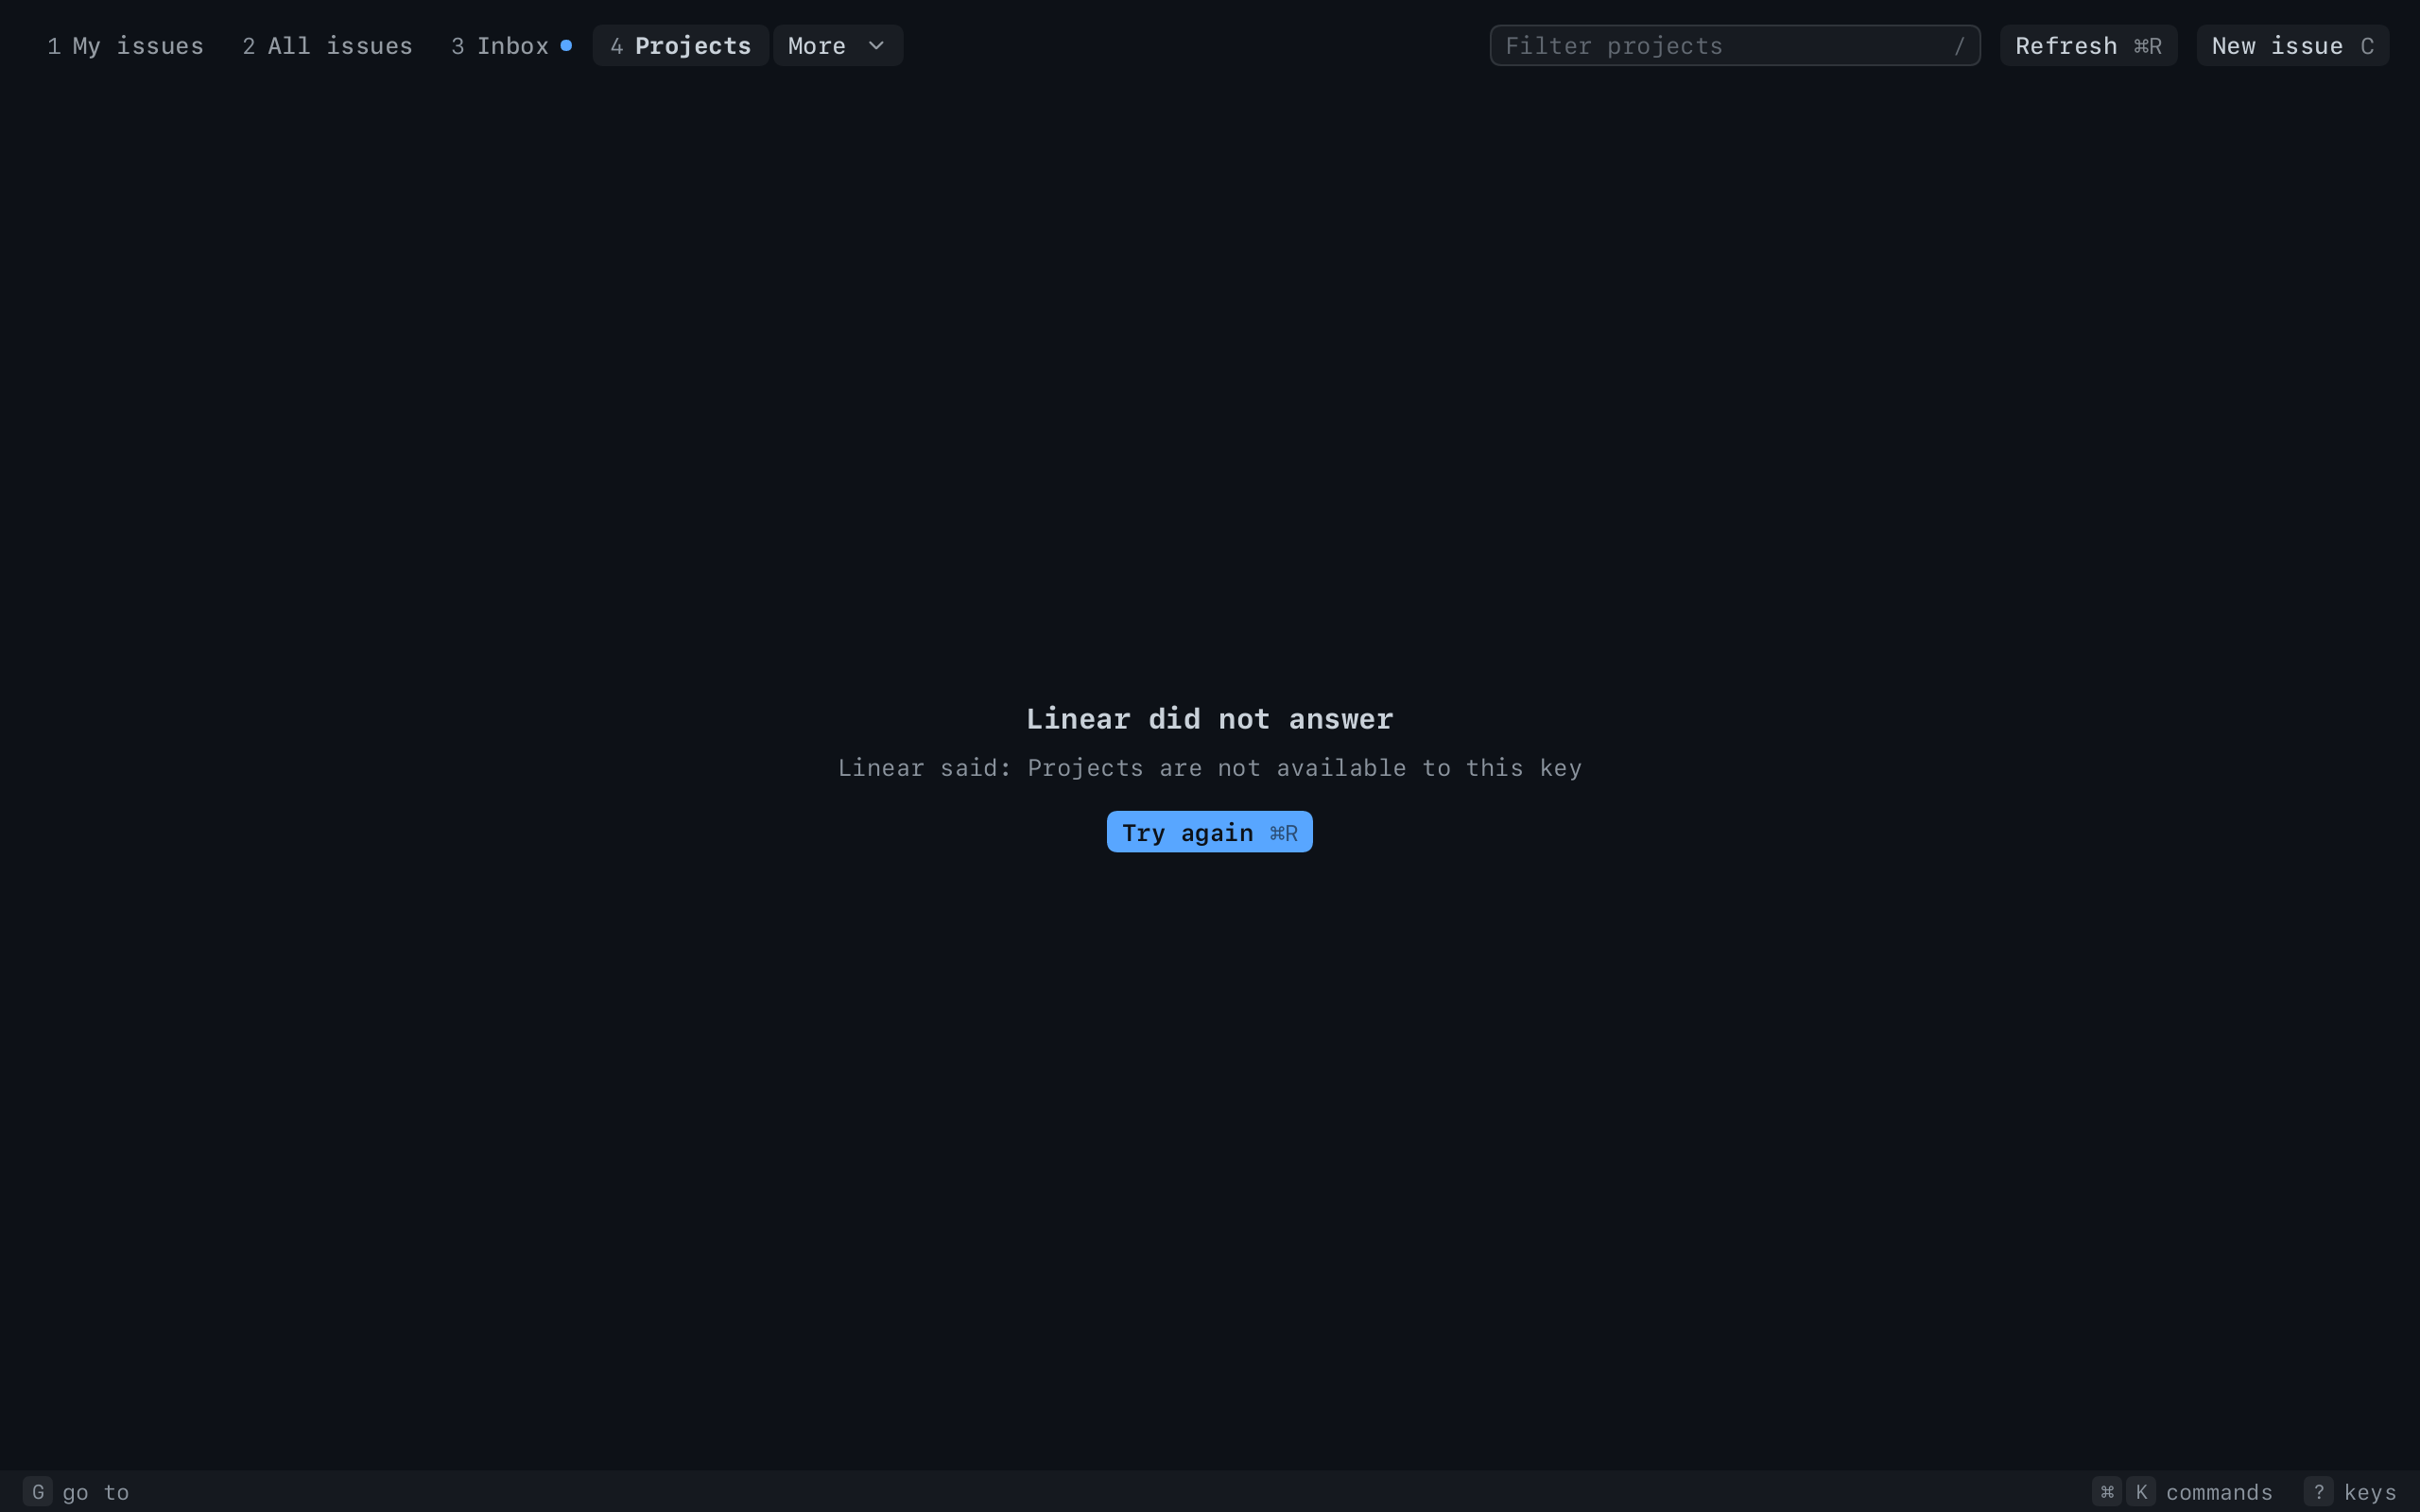 1 My issues 2 All issues 3 Inbox 4 Projects More Filter projects / Refresh ⌘R New issue C
Linear did not answer
Linear said: Projects are not available to this key
Try again ⌘R
G go to ⌘ K commands ? keys